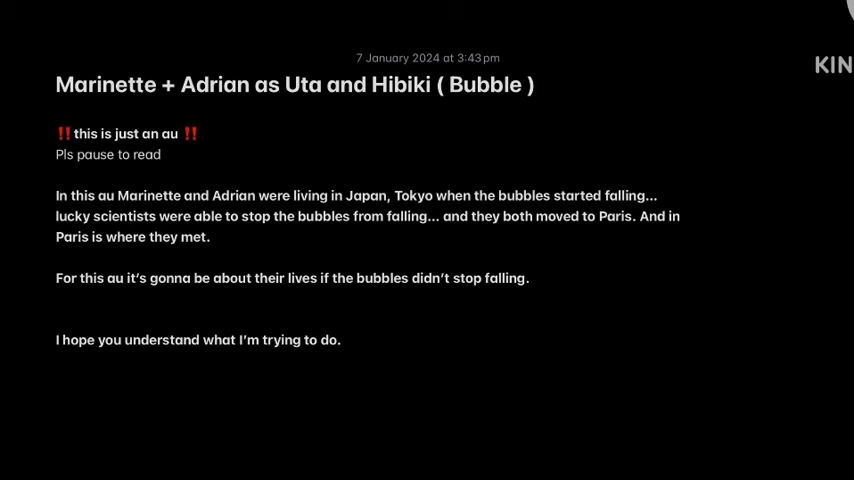 7 January 2024 at 3:43 pm
KIN
Marinette + Adrian as Uta and Hibiki ( Bubble )
‼️this is just an au ‼️
Pls pause to read
In this au Marinette and Adrian were living in Japan, Tokyo when the bubbles started falling...
lucky scientists were able to stop the bubbles from falling... and they both moved to Paris. And in
Paris is where they met.
For this au it's gonna be about their lives if the bubbles didn't stop falling.
I hope you understand what I'm trying to do.